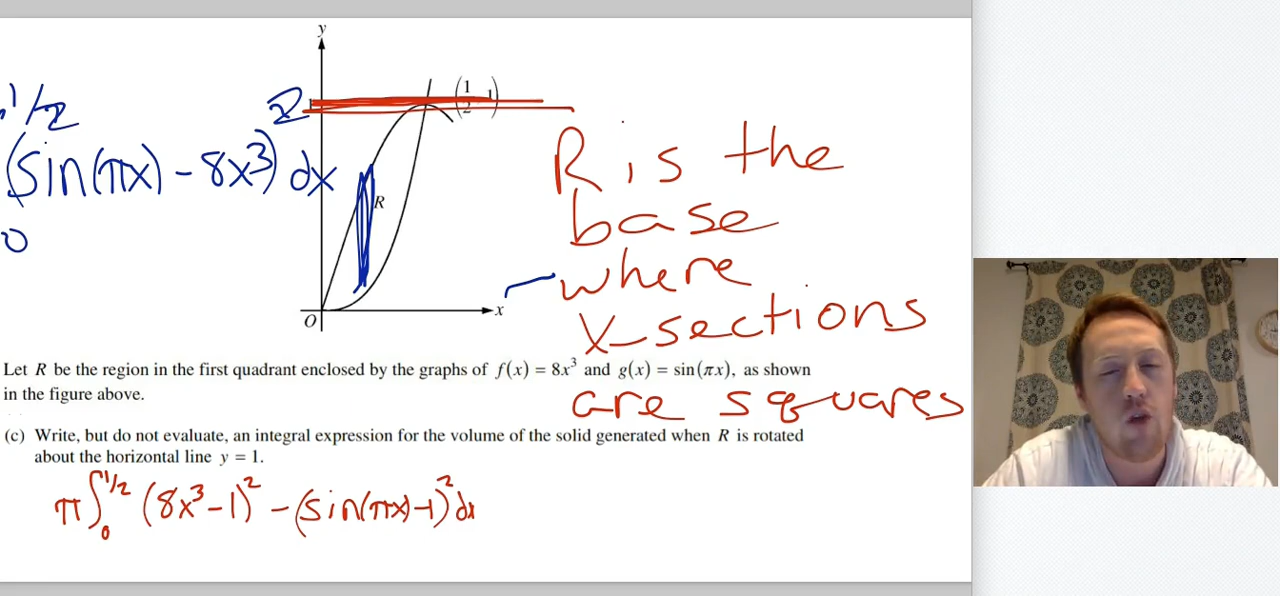 y
1/2
2
1
(1/2, 1)
(sin(πx) - 8x³) dx
0
R
O
x
R is the
base
where
X-sections
are squares
Let R be the region in the first quadrant enclosed by the graphs of f(x) = 8x³ and g(x) = sin(πx), as shown
in the figure above.
(c) Write, but do not evaluate, an integral expression for the volume of the solid generated when R is rotated
about the horizontal line y = 1.
π∫₀^1/2 (8x³-1)² - (sin(πx)-1)² dx